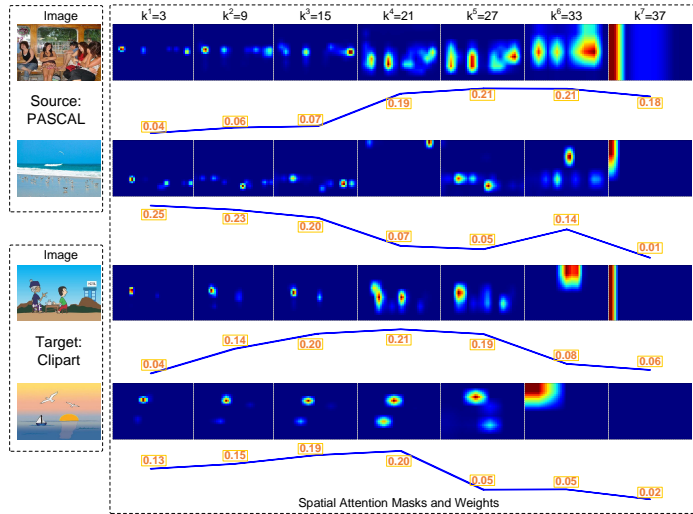 Image
k¹=3 k²=9 k³=15 k⁴=21 k⁵=27 k⁶=33 k⁷=37
Source:
PASCAL
0.04 0.06 0.07 0.19 0.21 0.21 0.18
0.25 0.23 0.20 0.07 0.05 0.14 0.01
Image
Target:
Clipart
0.04 0.14 0.20 0.21 0.19 0.08 0.06
0.13 0.15 0.19 0.20 0.05 0.05 0.02
Spatial Attention Masks and Weights